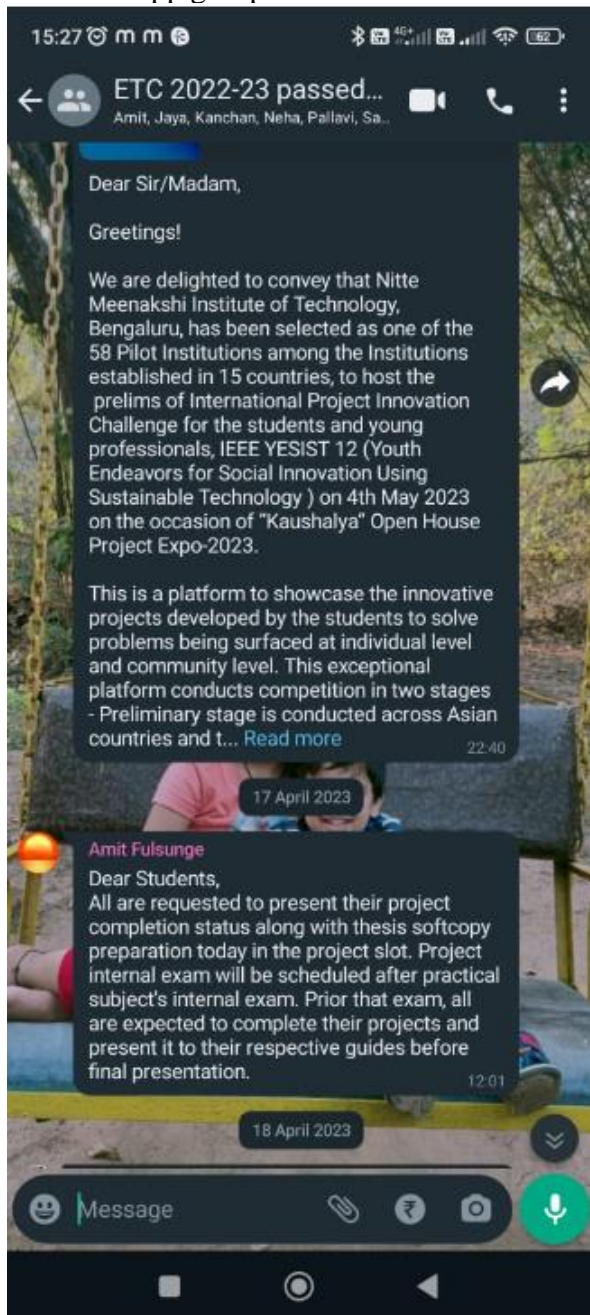 15:27
62
ETC 2022-23 passed...
Amit, Jaya, Kanchan, Neha, Pallavi, Sa..
Dear Sir/Madam,
Greetings!
We are delighted to convey that Nitte
Meenakshi Institute of Technology,
Bengaluru, has been selected as one of the
58 Pilot Institutions among the Institutions
established in 15 countries, to host the
prelims of International Project Innovation
Challenge for the students and young
professionals, IEEE YESIST 12 (Youth
Endeavors for Social Innovation Using
Sustainable Technology ) on 4th May 2023
on the occasion of “Kaushalya” Open House
Project Expo-2023.
This is a platform to showcase the innovative
projects developed by the students to solve
problems being surfaced at individual level
and community level. This exceptional
platform conducts competition in two stages
- Preliminary stage is conducted across Asian
countries and t... Read more
22:40
17 April 2023
Amit Fulsunge
Dear Students,
All are requested to present their project
completion status along with thesis softcopy
preparation today in the project slot. Project
internal exam will be scheduled after practical
subject's internal exam. Prior that exam, all
are expected to complete their projects and
present it to their respective guides before
final presentation.
12:01
18 April 2023
Message